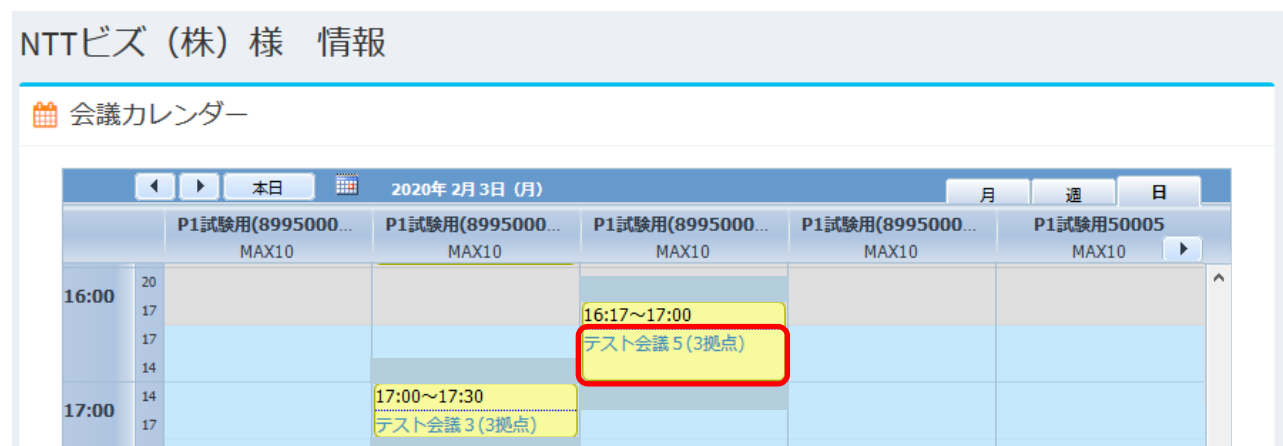 NTTビズ（株）様　情報
会議カレンダー
本日 2020年 2月 3日（月） 月 週 日
P1試験用(8995000... P1試験用(8995000... P1試験用(8995000... P1試験用(8995000... P1試験用50005
MAX10 MAX10 MAX10 MAX10 MAX10
16:00 20
17 16:17～17:00
17 テスト会議５(3拠点)
14
17:00 14 17:00～17:30
17 テスト会議３(3拠点)